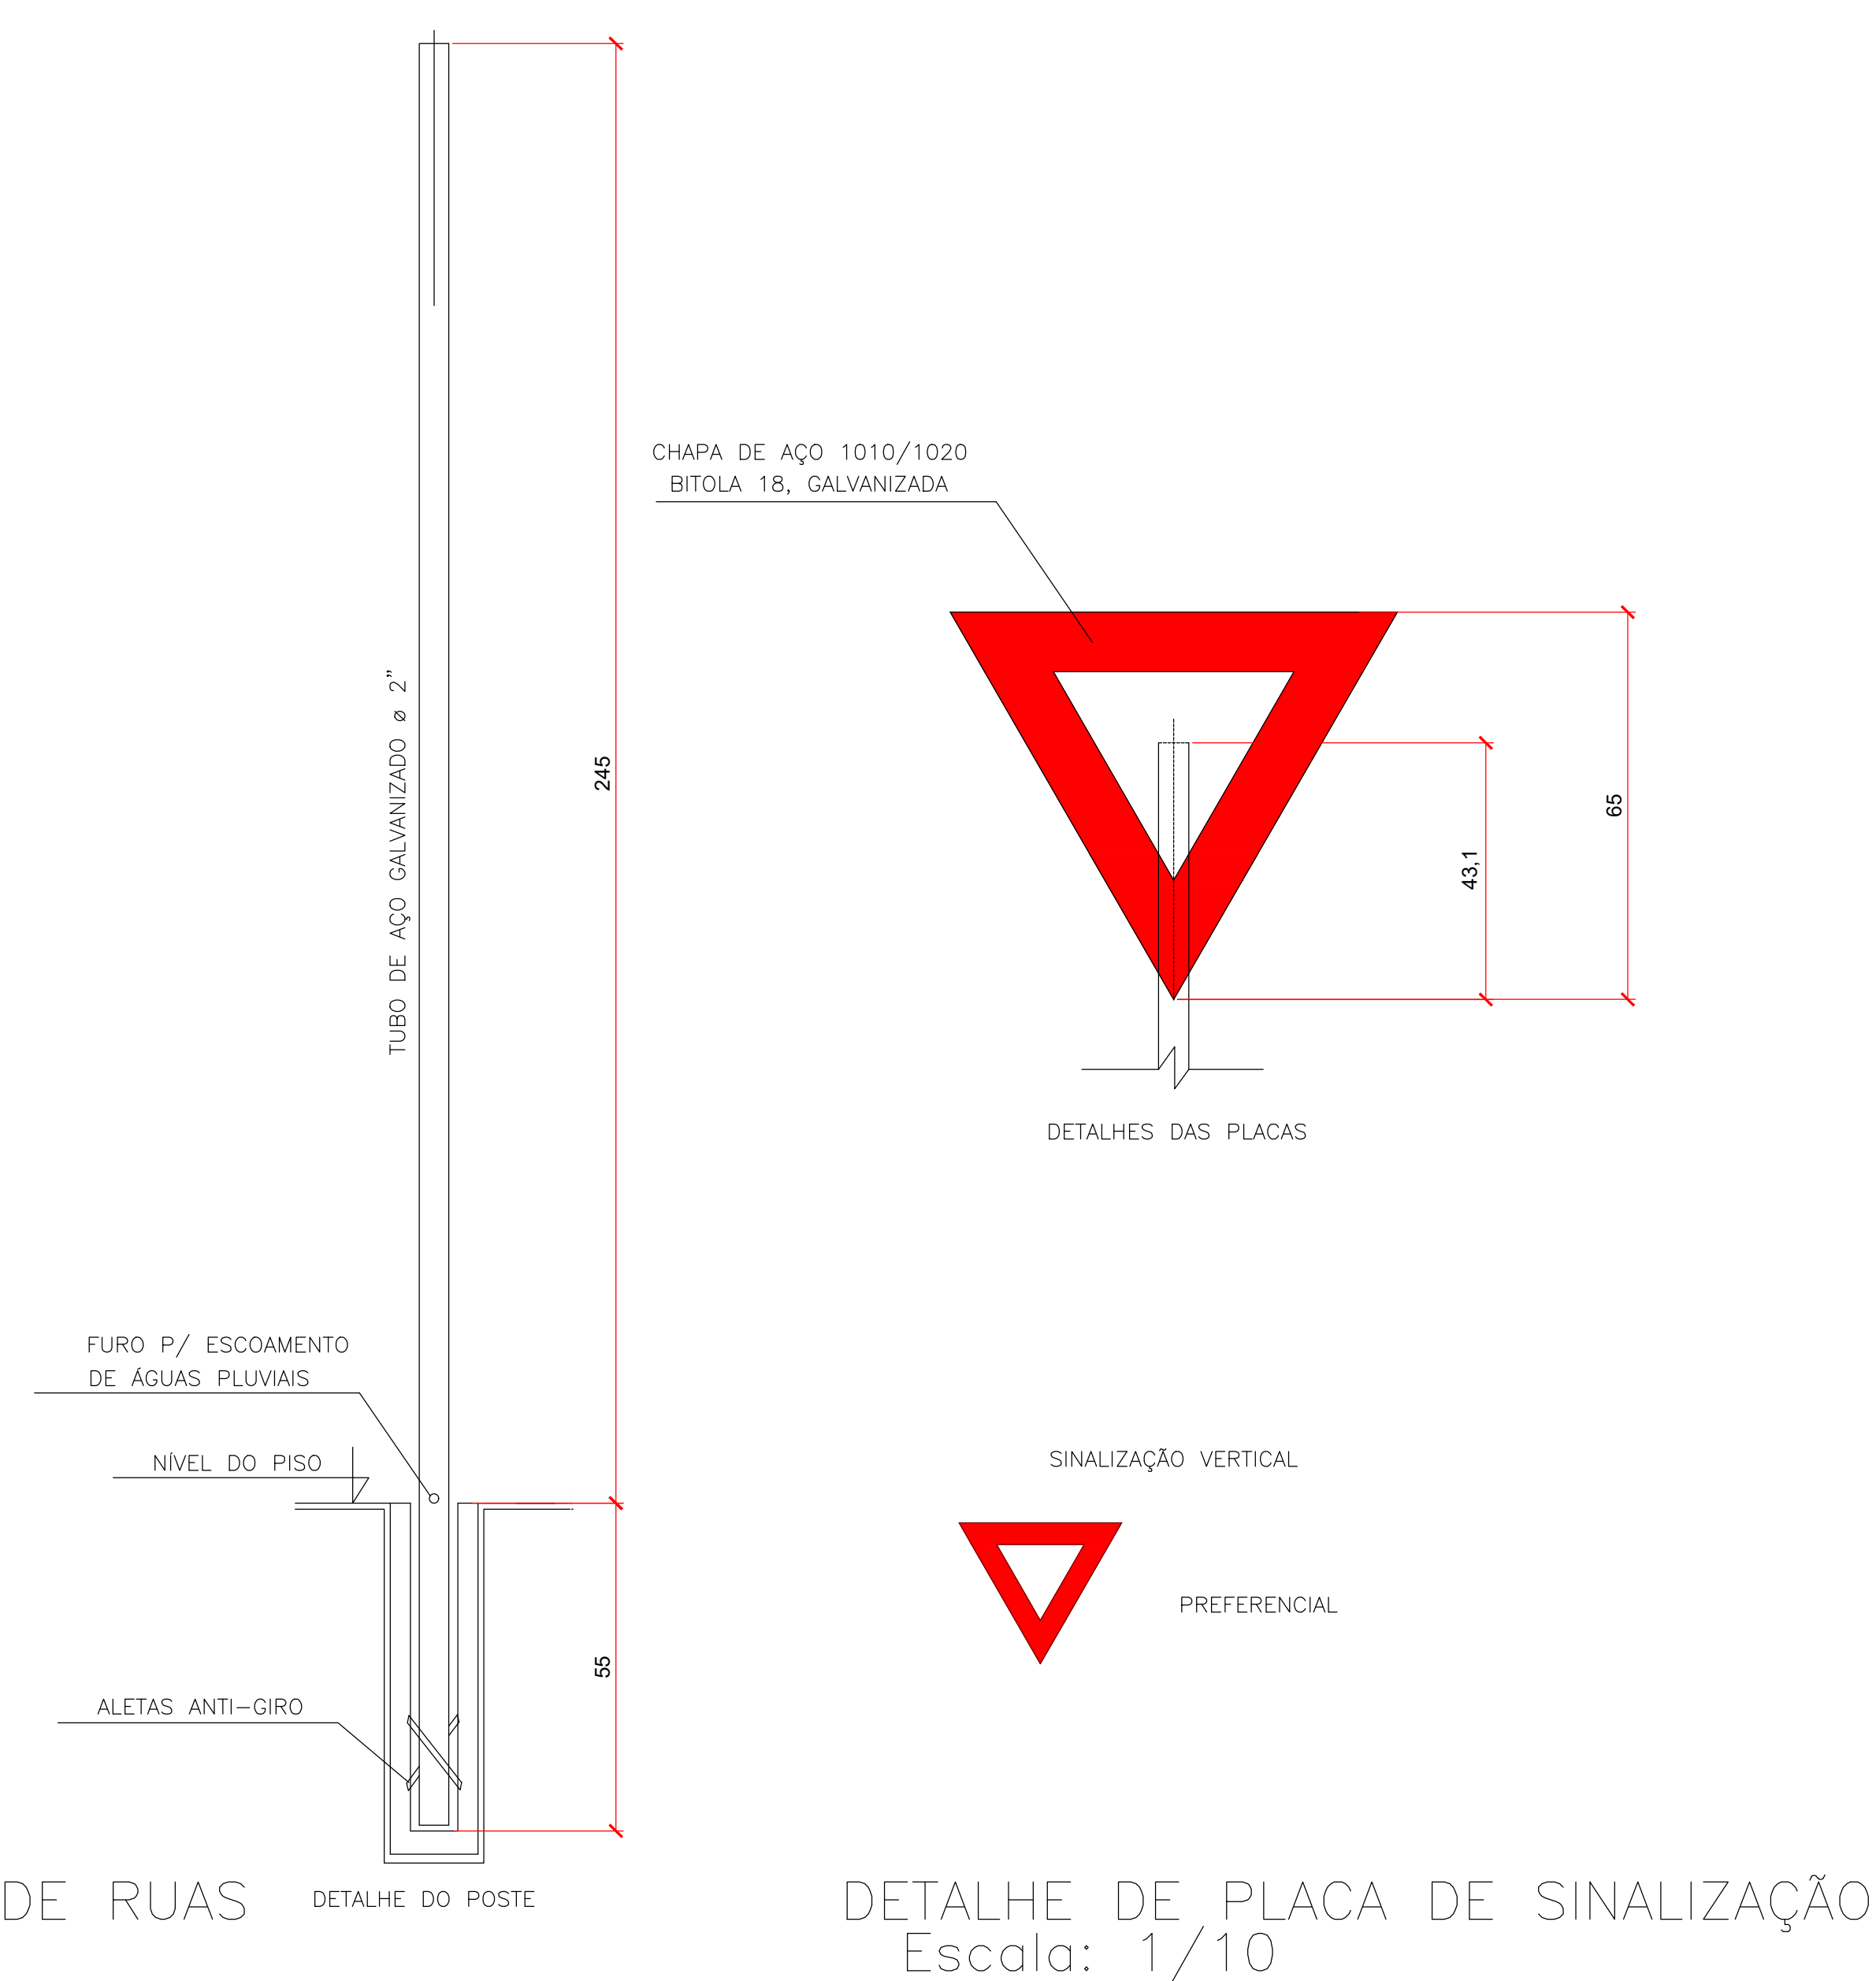 CHAPA DE AÇO 1010/1020
BITOLA 18, GALVANIZADA
TUBO DE AÇO GALVANIZADO ø 2"
245
65
43,1
DETALHES DAS PLACAS
FURO P/ ESCOAMENTO
DE ÁGUAS PLUVIAIS
NÍVEL DO PISO
SINALIZAÇÃO VERTICAL
PREFERENCIAL
55
ALETAS ANTI-GIRO
DE RUAS
DETALHE DO POSTE
DETALHE DE PLACA DE SINALIZAÇÃO
Escala: 1/10